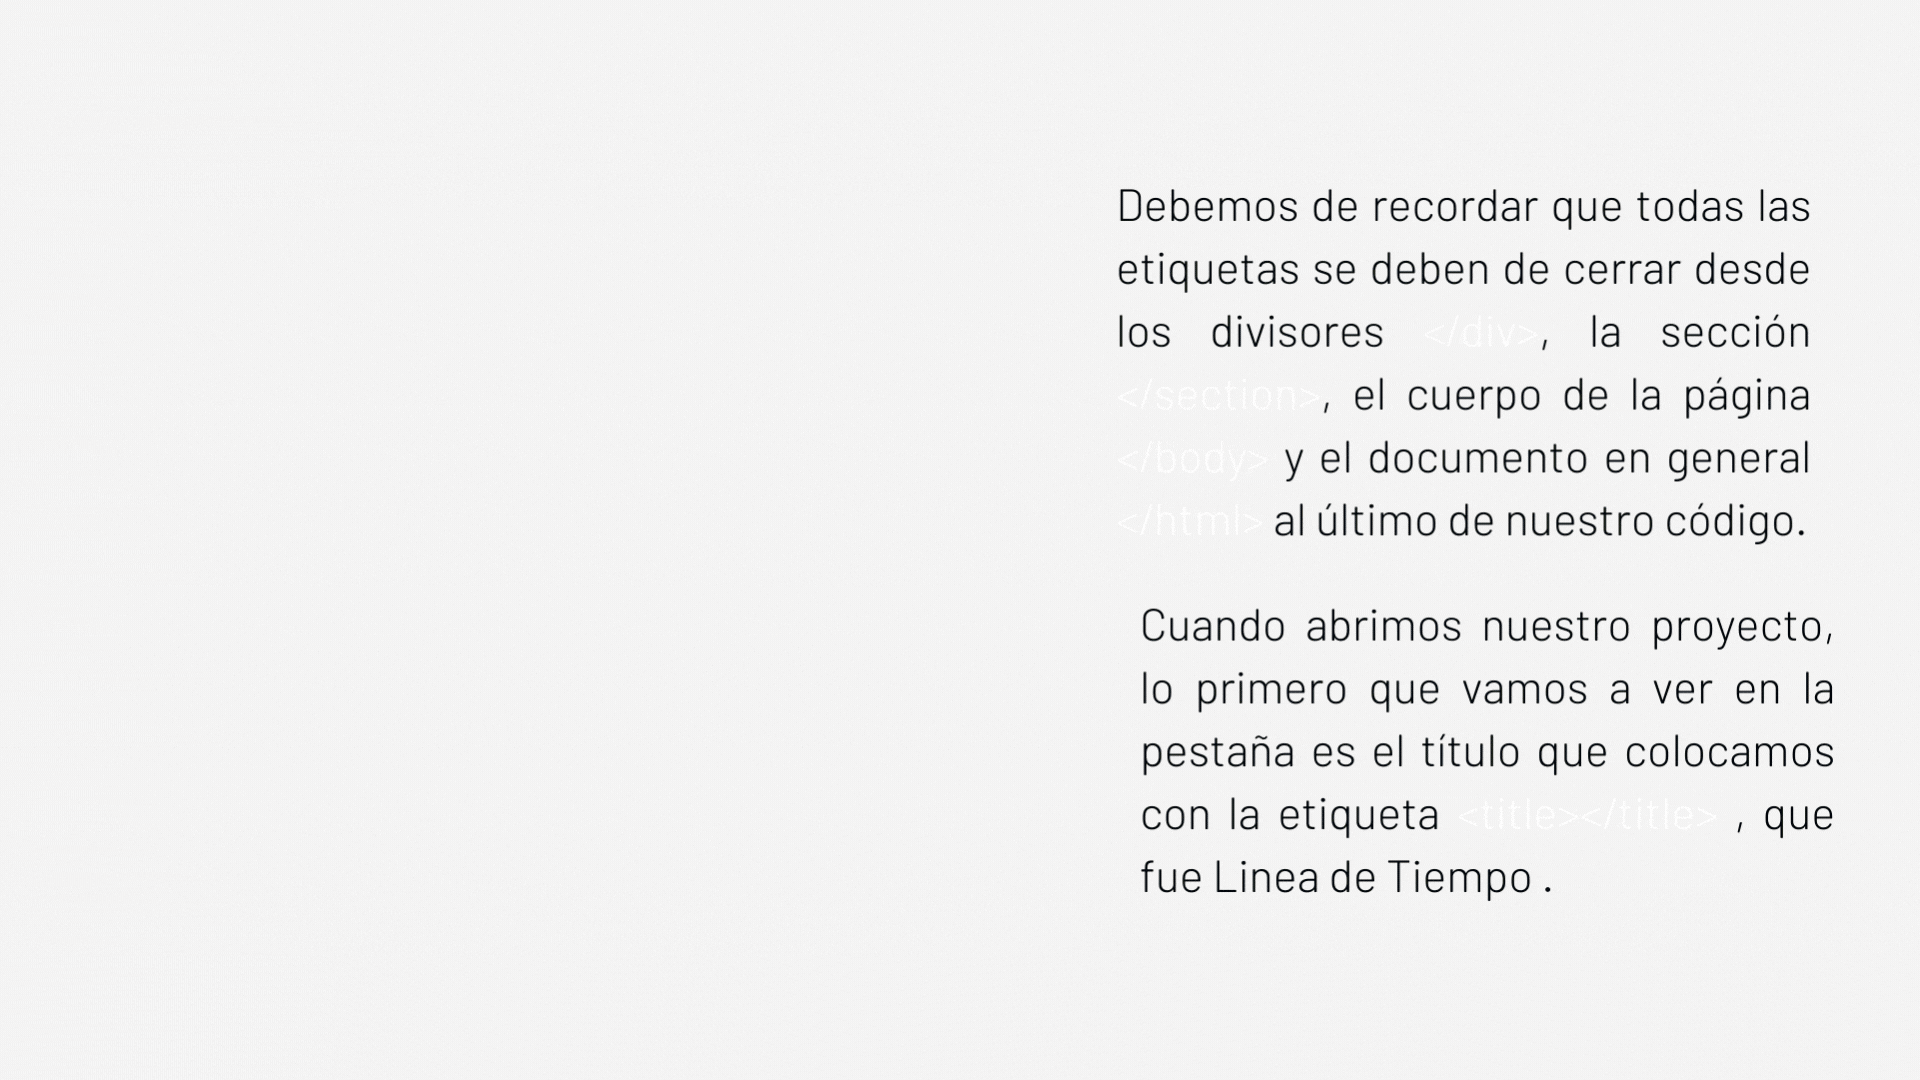 Debemos de recordar que todas las
etiquetas se deben de cerrar desde
los divisores </div>, la sección
</section>, el cuerpo de la página
</body> y el documento en general
</html> al último de nuestro código.
Cuando abrimos nuestro proyecto,
lo primero que vamos a ver en la
pestaña es el título que colocamos
con la etiqueta <title></title> , que
fue Linea de Tiempo .